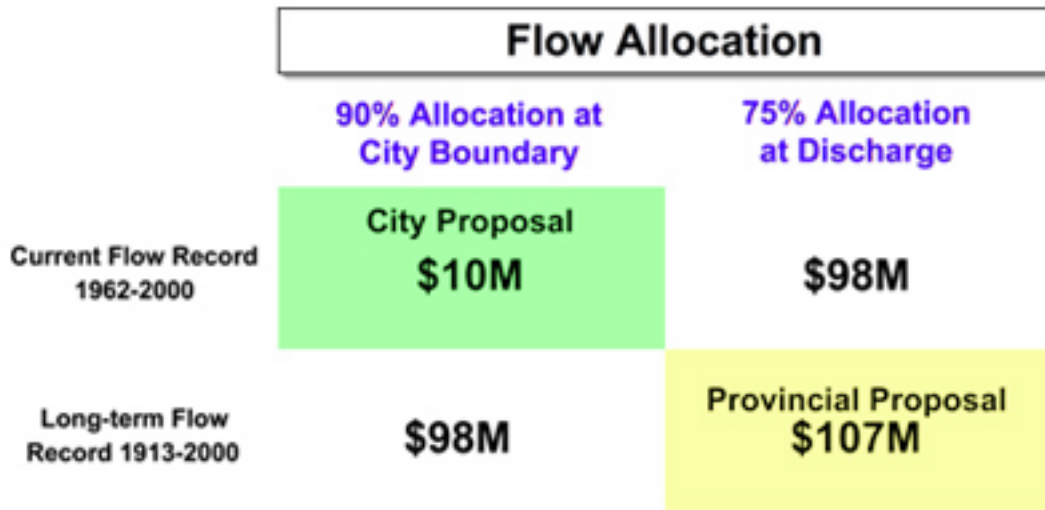 Flow Allocation
90% Allocation at
City Boundary
75% Allocation
at Discharge
Current Flow Record
1962-2000
City Proposal
$10M
$98M
Long-term Flow
Record 1913-2000
$98M
Provincial Proposal
$107M